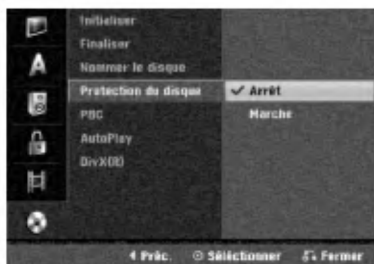 Initialiser
Finaliser
Nommer le disque
Protection du disque ✓ Arrêt
PBC Marche
AutoPlay
DivX(R)
Préc. Sélectionner Fermer